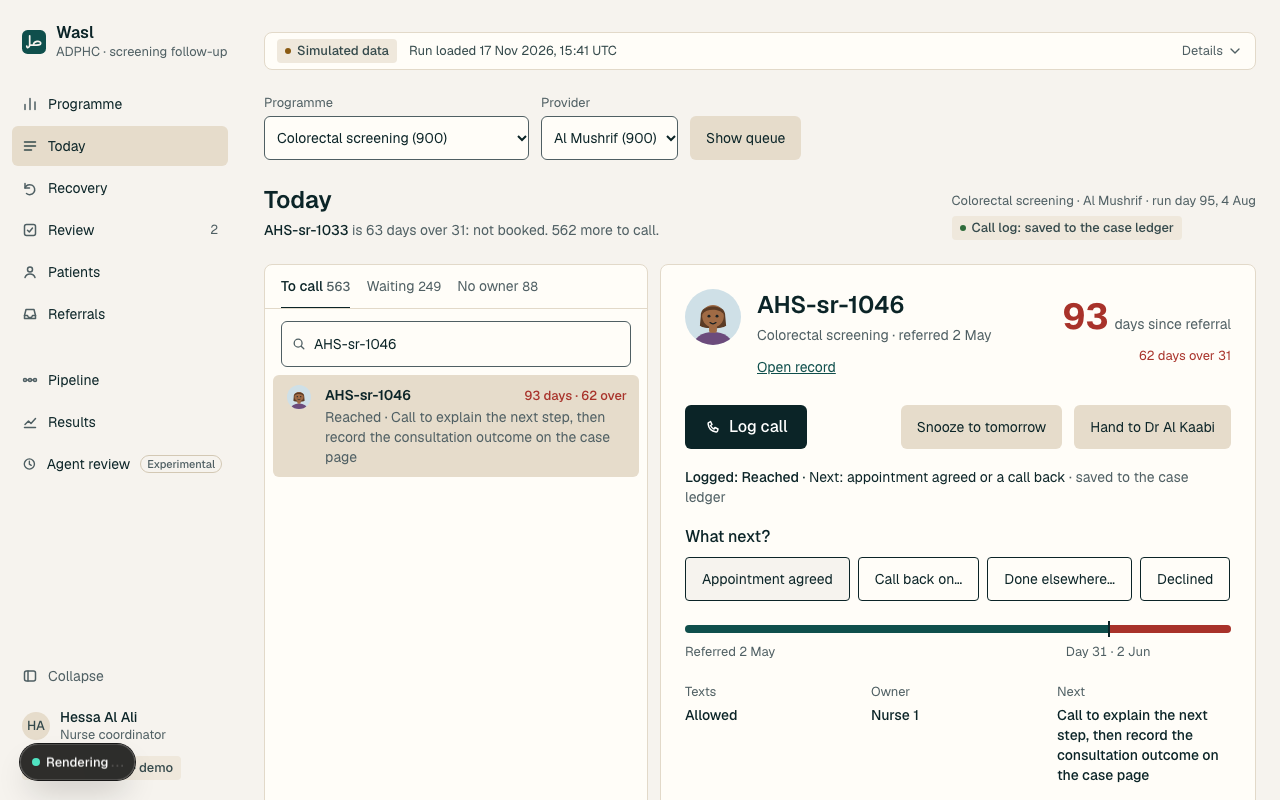 صل
Wasl
ADPHC · screening follow-up
Programme
Today
Recovery
Review 2
Patients
Referrals
Pipeline
Results
Agent review Experimental
Collapse
HA
Hessa Al Ali
Nurse coordinator
demo
Rendering ...
Simulated data Run loaded 17 Nov 2026, 15:41 UTC Details
Programme
Colorectal screening (900)
Provider
Al Mushrif (900)
Show queue
Today
AHS-sr-1033 is 63 days over 31: not booked. 562 more to call.
Colorectal screening · Al Mushrif · run day 95, 4 Aug
Call log: saved to the case ledger
To call 563 Waiting 249 No owner 88
AHS-sr-1046
AHS-sr-1046 93 days · 62 over
Reached · Call to explain the next step, then
record the consultation outcome on the case
page
AHS-sr-1046
Colorectal screening · referred 2 May
Open record
93 days since referral
62 days over 31
Log call
Snooze to tomorrow
Hand to Dr Al Kaabi
Logged: Reached · Next: appointment agreed or a call back · saved to the case
ledger
What next?
Appointment agreed
Call back on…
Done elsewhere…
Declined
Referred 2 May
Day 31 · 2 Jun
Texts
Allowed
Owner
Nurse 1
Next
Call to explain the next
step, then record the
consultation outcome on
the case page